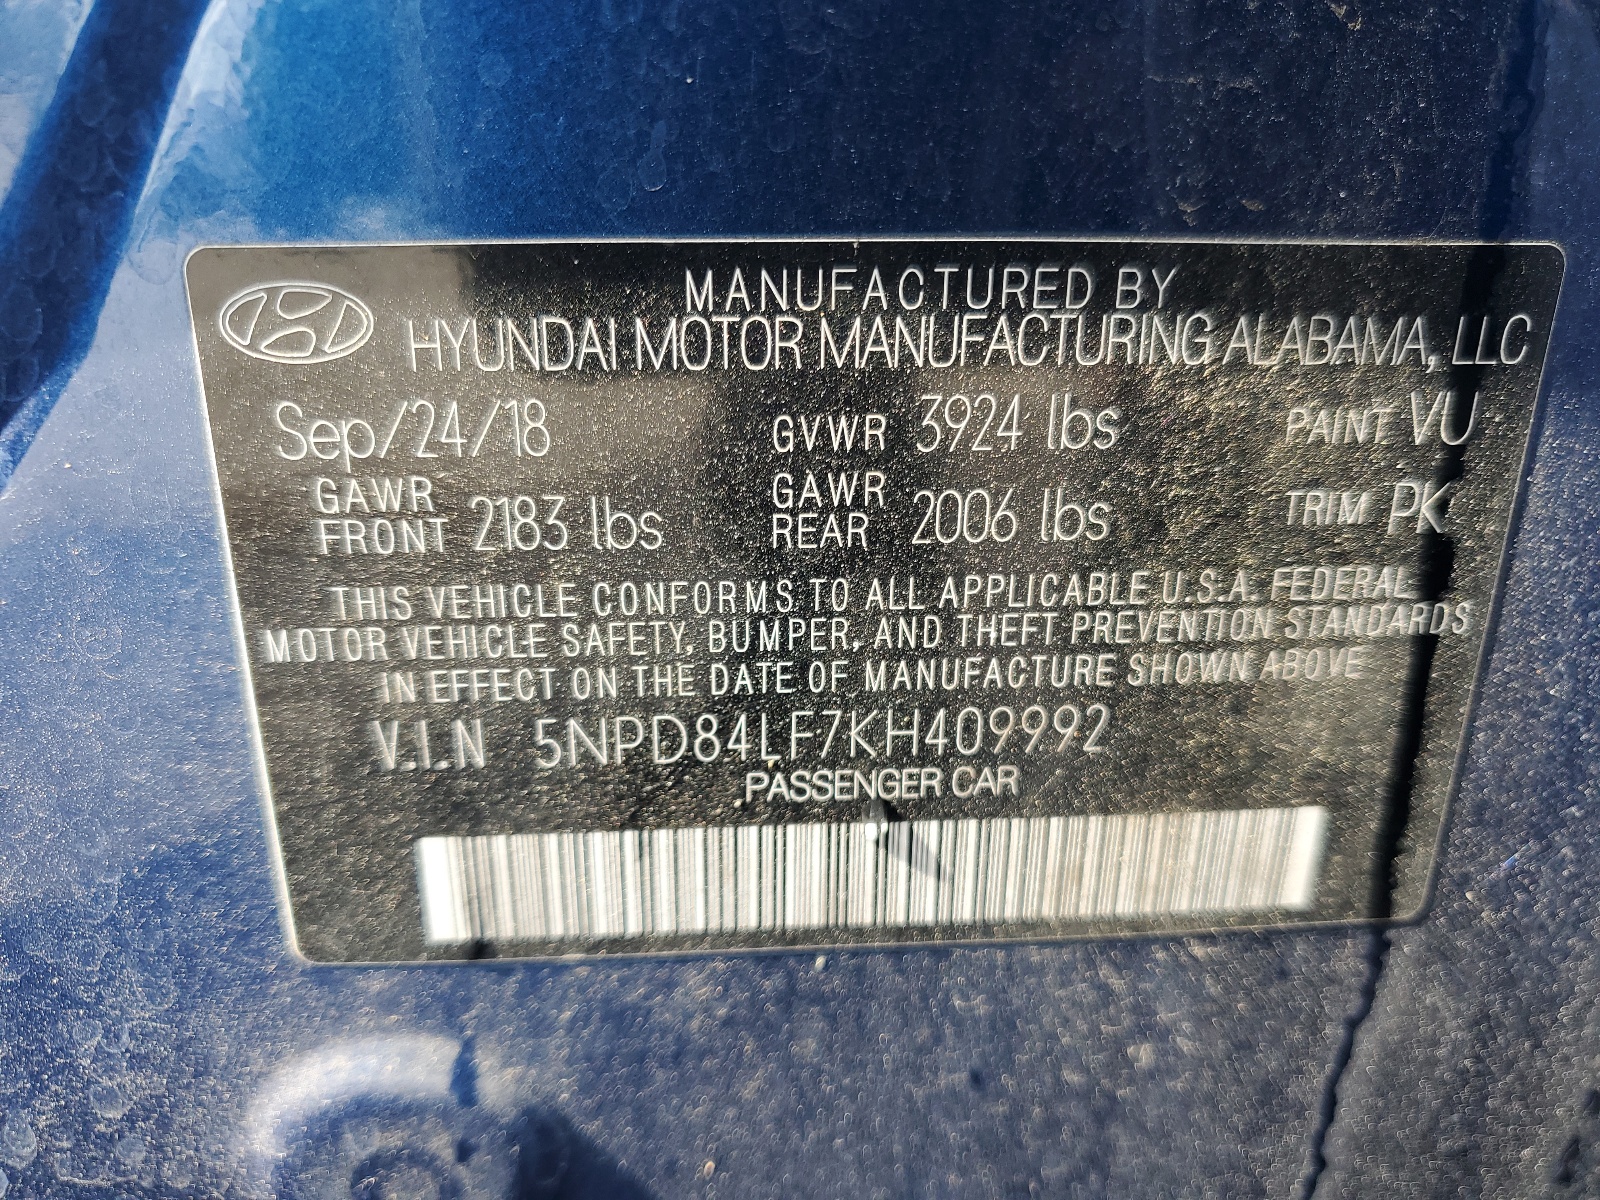 MANUFACTURED BY
HYUNDAI MOTOR MANUFACTURING ALABAMA, LLC
Sep/24/18 GVWR 3924 lbs PAINT VU
GAWR FRONT 2183 lbs GAWR REAR 2006 lbs TRIM PK
THIS VEHICLE CONFORMS TO ALL APPLICABLE U.S.A. FEDERAL
MOTOR VEHICLE SAFETY, BUMPER, AND THEFT PREVENTION STANDARDS
IN EFFECT ON THE DATE OF MANUFACTURE SHOWN ABOVE
V.I.N 5NPD84LF7KH409992
PASSENGER CAR